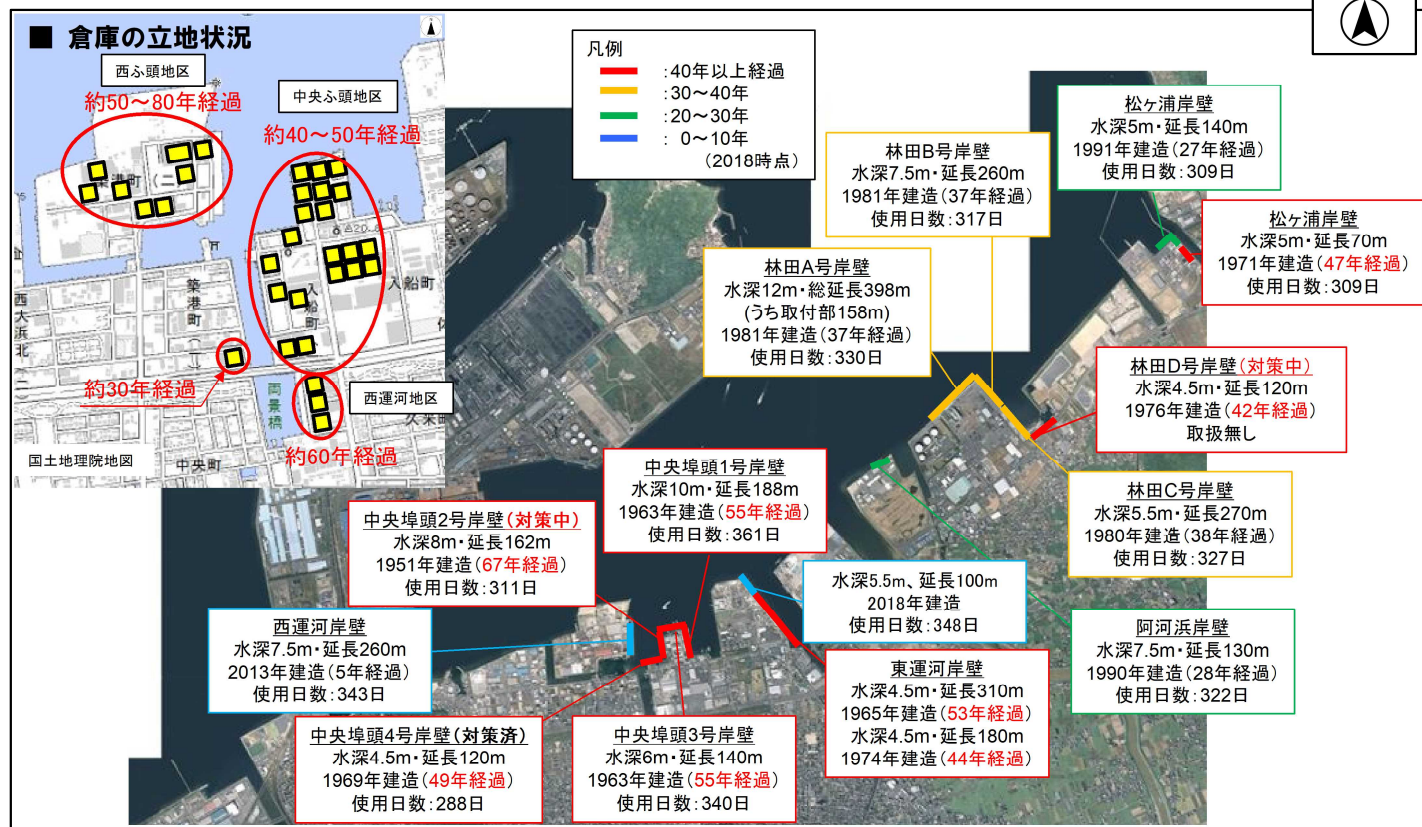 ■ 倉庫の立地状況
西ふ頭地区
約50～80年経過
中央ふ頭地区
約40～50年経過
築港町(二)
築港町(一)
入船町
入船町
西大浜北
約30年経過
両景橋
西運河地区
久米町
約60年経過
中央町
国土地理院地図
凡例
:40年以上経過
:30～40年
:20～30年
: 0～10年
(2018時点)
松ヶ浦岸壁
水深5m・延長140m
1991年建造(27年経過)
使用日数:309日
林田B号岸壁
水深7.5m・延長260m
1981年建造(37年経過)
使用日数:317日
松ヶ浦岸壁
水深5m・延長70m
1971年建造(47年経過)
使用日数:309日
林田A号岸壁
水深12m・総延長398m
(うち取付部158m)
1981年建造(37年経過)
使用日数:330日
林田D号岸壁(対策中)
水深4.5m・延長120m
1976年建造(42年経過)
取扱無し
中央埠頭1号岸壁
水深10m・延長188m
1963年建造(55年経過)
使用日数:361日
林田C号岸壁
水深5.5m・延長270m
1980年建造(38年経過)
使用日数:327日
中央埠頭2号岸壁(対策中)
水深8m・延長162m
1951年建造(67年経過)
使用日数:311日
水深5.5m、延長100m
2018年建造
使用日数:348日
西運河岸壁
水深7.5m・延長260m
2013年建造(5年経過)
使用日数:343日
阿河浜岸壁
水深7.5m・延長130m
1990年建造(28年経過)
使用日数:322日
東運河岸壁
水深4.5m・延長310m
1965年建造(53年経過)
水深4.5m・延長180m
1974年建造(44年経過)
中央埠頭4号岸壁(対策済)
水深4.5m・延長120m
1969年建造(49年経過)
使用日数:288日
中央埠頭3号岸壁
水深6m・延長140m
1963年建造(55年経過)
使用日数:340日